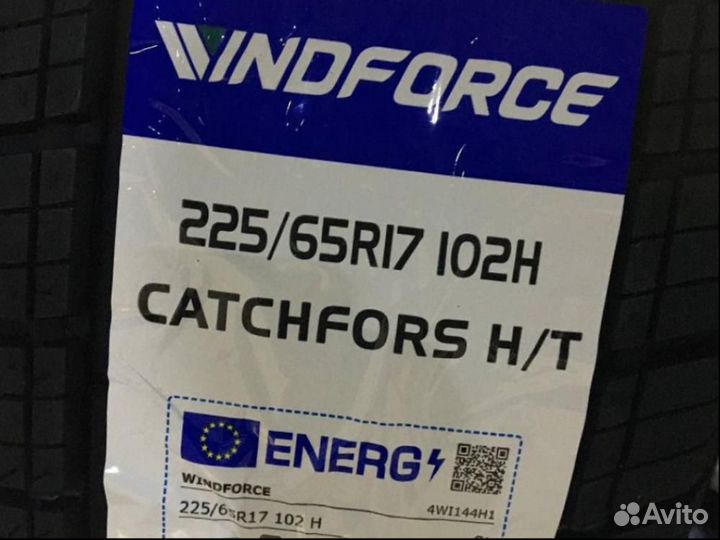 WINDFORCE
225/65R17 102H
CATCHFORS H/T
ENERG
WINDFORCE 4WI144H1
225/65R17 102 H
Avito